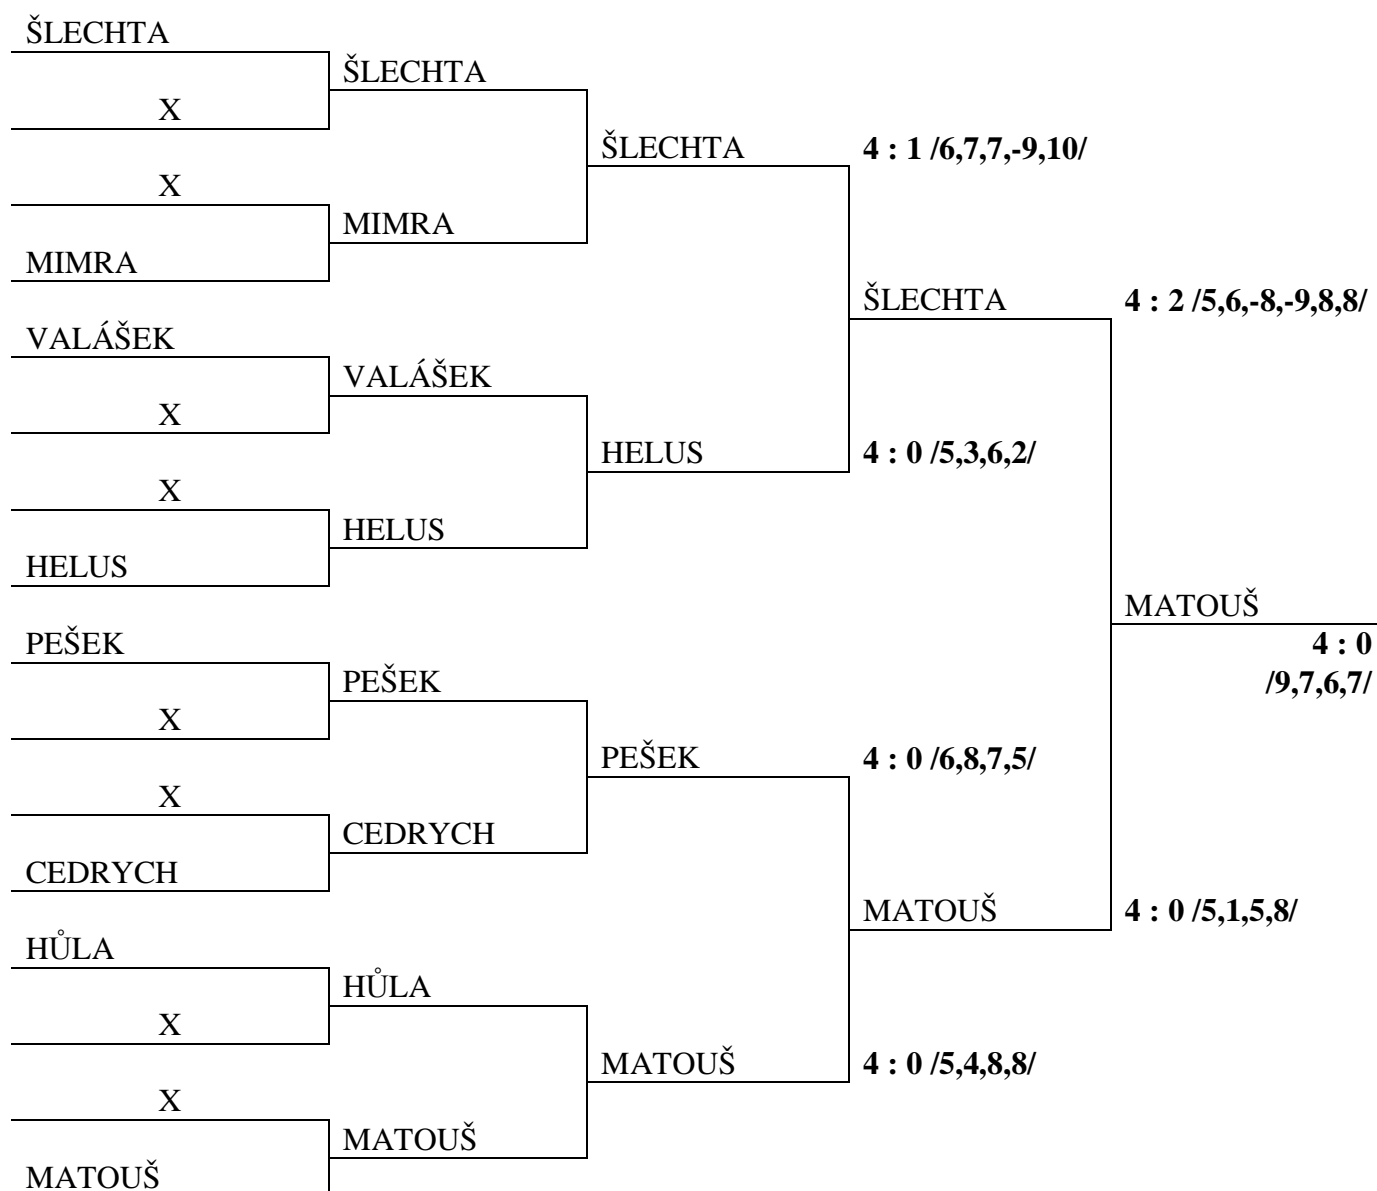 ŠLECHTA
ŠLECHTA
X
ŠLECHTA 4 : 1 /6,7,7,-9,10/
X
MIMRA
MIMRA
ŠLECHTA 4 : 2 /5,6,-8,-9,8,8/
VALÁŠEK
VALÁŠEK
X
HELUS 4 : 0 /5,3,6,2/
X
HELUS
HELUS
MATOUŠ
PEŠEK 4 : 0
PEŠEK /9,7,6,7/
X
PEŠEK 4 : 0 /6,8,7,5/
X
CEDRYCH
CEDRYCH
MATOUŠ 4 : 0 /5,1,5,8/
HŮLA
HŮLA
X
MATOUŠ 4 : 0 /5,4,8,8/
X
MATOUŠ
MATOUŠ